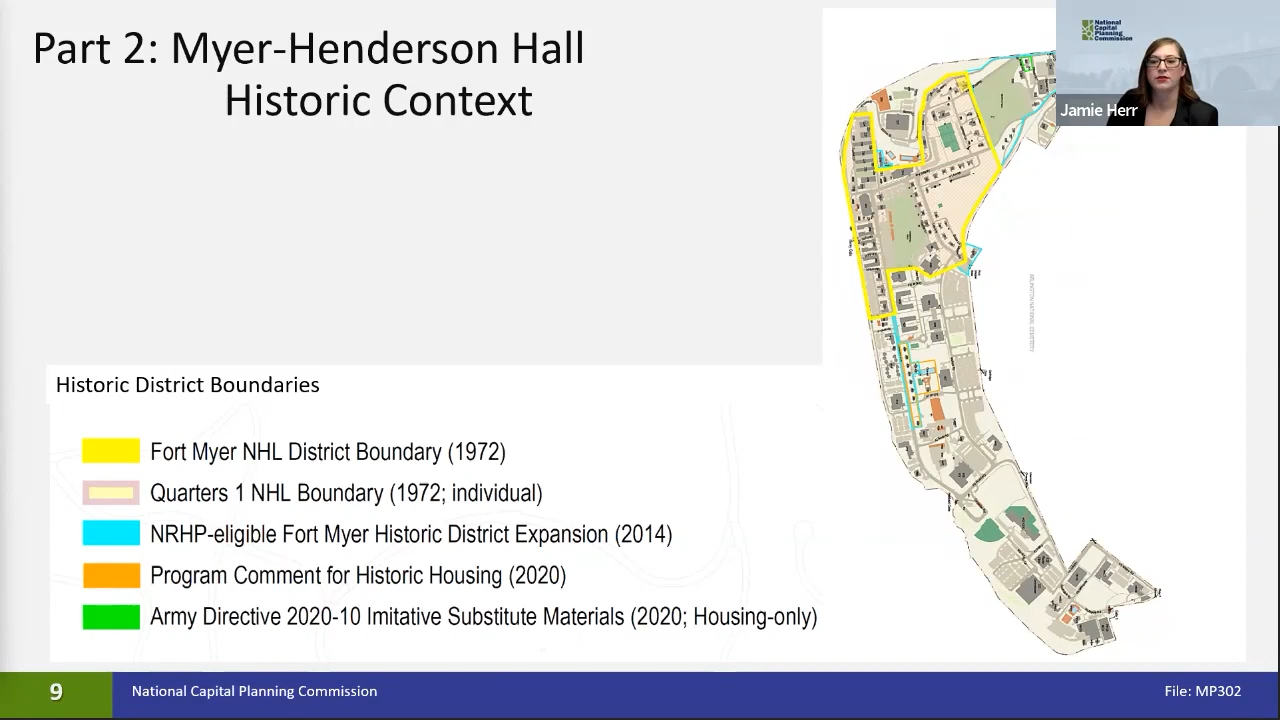 Part 2: Myer-Henderson Hall
Historic Context
National
Capital
Planning
Commission
Jamie Herr
ARLINGTON NATIONAL CEMETERY
Historic District Boundaries
Fort Myer NHL District Boundary (1972)
Quarters 1 NHL Boundary (1972; individual)
NRHP-eligible Fort Myer Historic District Expansion (2014)
Program Comment for Historic Housing (2020)
Army Directive 2020-10 Imitative Substitute Materials (2020; Housing-only)
9
National Capital Planning Commission
File: MP302